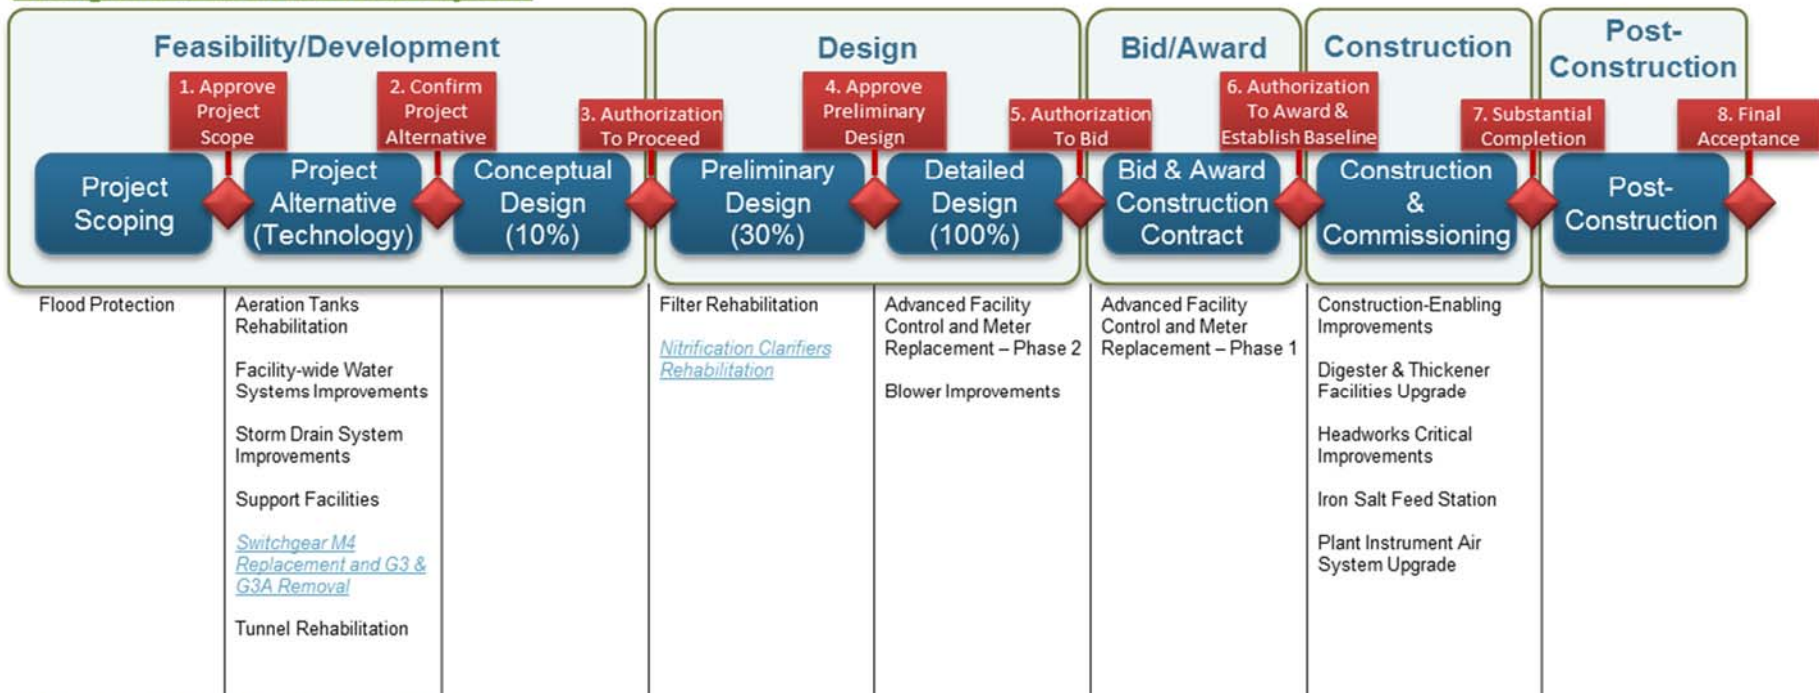 Feasibility/Development
Design
Bid/Award
Construction
Post-
Construction
1. Approve
Project
Scope
2. Confirm
Project
Alternative
3. Authorization
To Proceed
4. Approve
Preliminary
Design
5. Authorization
To Bid
6. Authorization
To Award &
Establish Baseline
7. Substantial
Completion
8. Final
Acceptance
Project
Scoping
Project
Alternative
(Technology)
Conceptual
Design
(10%)
Preliminary
Design
(30%)
Detailed
Design
(100%)
Bid & Award
Construction
Contract
Construction
&
Commissioning
Post-
Construction
Flood Protection
Aeration Tanks
Rehabilitation
Facility-wide Water
Systems Improvements
Storm Drain System
Improvements
Support Facilities
Switchgear M4
Replacement and G3 &
G3A Removal
Tunnel Rehabilitation
Filter Rehabilitation
Nitrification Clarifiers
Rehabilitation
Advanced Facility
Control and Meter
Replacement – Phase 2
Blower Improvements
Advanced Facility
Control and Meter
Replacement – Phase 1
Construction-Enabling
Improvements
Digester & Thickener
Facilities Upgrade
Headworks Critical
Improvements
Iron Salt Feed Station
Plant Instrument Air
System Upgrade